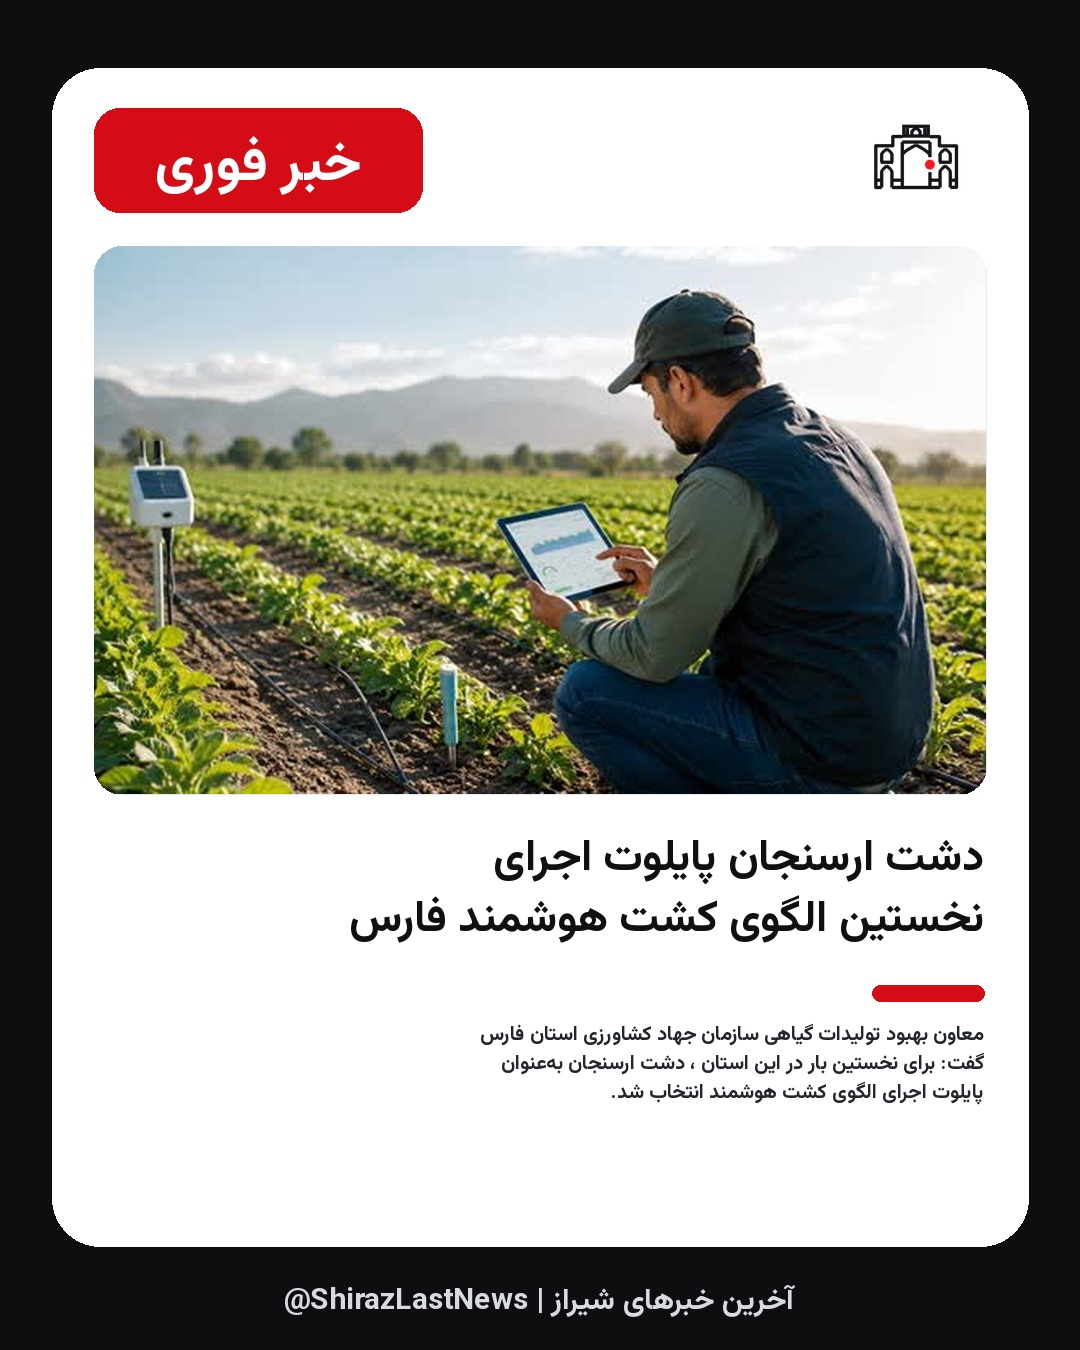 خبر فوری
دشت ارسنجان پایلوت اجرای
نخستین الگوی کشت هوشمند فارس
معاون بهبود تولیدات گیاهی سازمان جهاد کشاورزی استان فارس
گفت: برای نخستین بار در این استان ، دشت ارسنجان به‌عنوان
پایلوت اجرای الگوی کشت هوشمند انتخاب شد.
آخرین خبرهای شیراز | @ShirazLastNews